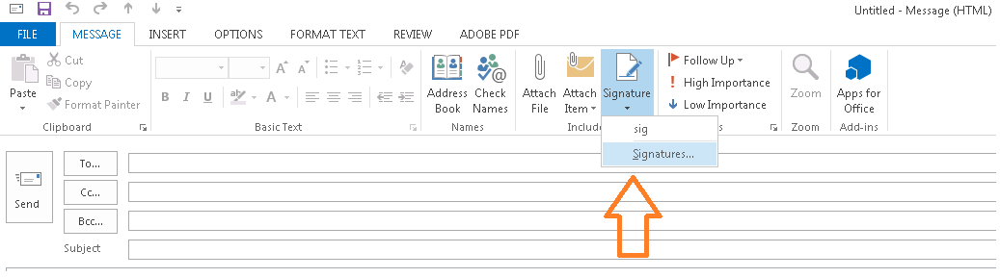 Untitled - Message (HTML)
FILE MESSAGE INSERT OPTIONS FORMAT TEXT REVIEW ADOBE PDF
Paste
Cut
Copy
Format Painter
Clipboard
B I U ab A
Basic Text
Address Book
Check Names
Names
Attach File
Attach Item
Signature
Includ
sig
Signatures...
Follow Up
High Importance
Low Importance
s
Zoom
Zoom
Apps for Office
Add-ins
Send
To...
Cc...
Bcc...
Subject